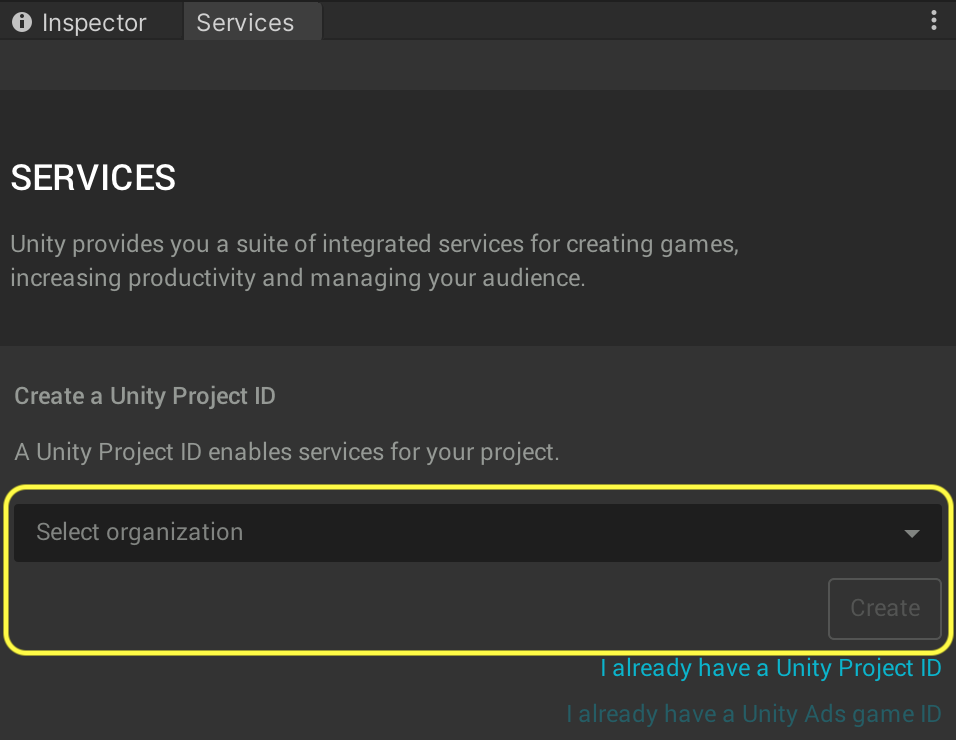 Inspector
Services
SERVICES
Unity provides you a suite of integrated services for creating games,
increasing productivity and managing your audience.
Create a Unity Project ID
A Unity Project ID enables services for your project.
Select organization
Create
I already have a Unity Project ID
I already have a Unity Ads game ID